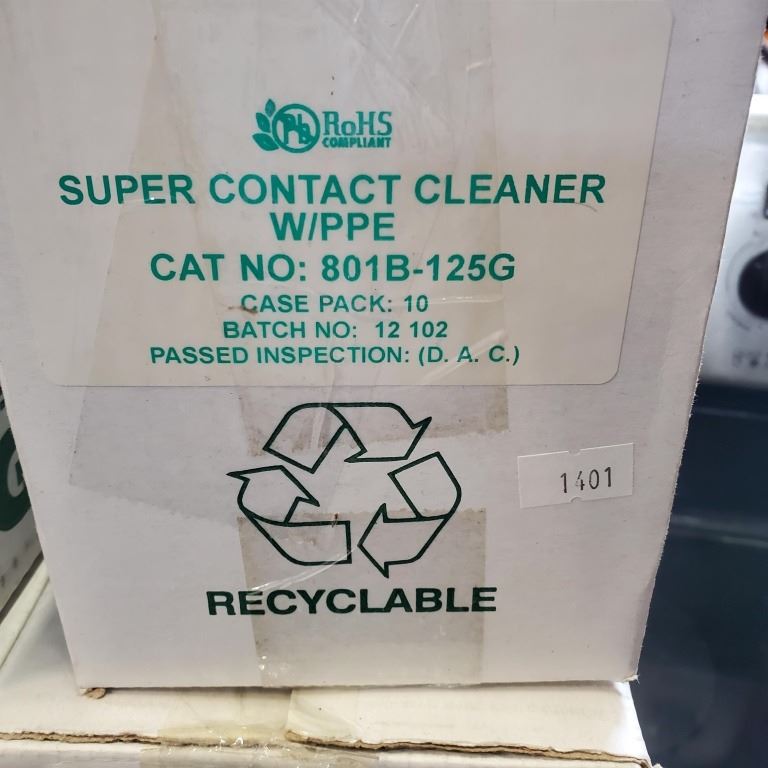 Pb RoHS
COMPLIANT
SUPER CONTACT CLEANER
W/PPE
CAT NO: 801B-125G
CASE PACK: 10
BATCH NO: 12 102
PASSED INSPECTION: (D. A. C.)
1401
RECYCLABLE